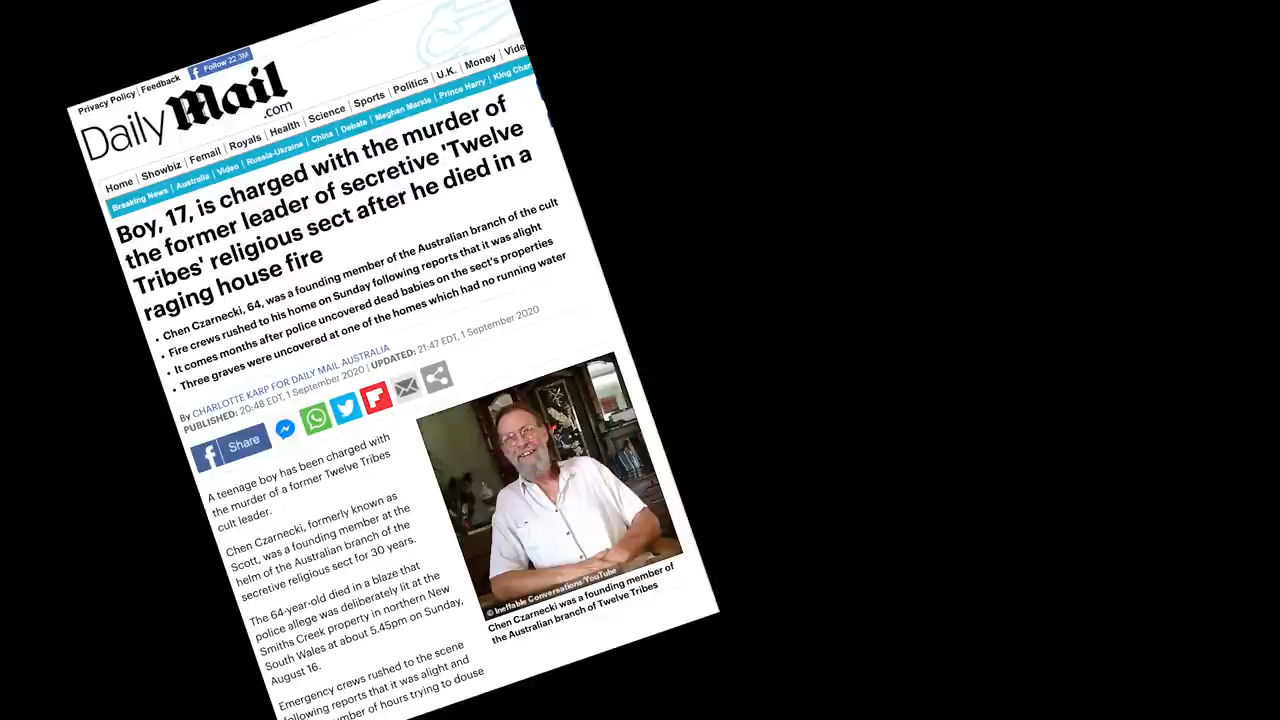 Privacy Policy | Feedback
Follow 22.3M
Daily Mail
.com
Home | Showbiz | Femail | Royals | Health | Science | Sports | Politics | U.K. | Money
Breaking News | Australia | Video | Russia-Ukraine | China | Debate | Meghan Markle | Prince Harry |
Boy, 17, is charged with the murder of
the former leader of secretive 'Twelve
Tribes' religious sect after he died in a
raging house fire
• Chen Czarnecki, 64, was a founding member of the Australian branch of the cult
• Fire crews rushed to his home on Sunday following reports that it was alight
• It comes months after police uncovered dead babies on the sect's properties
• Three graves were uncovered at one of the homes which had no running water
By CHARLOTTE KARP FOR DAILY MAIL AUSTRALIA
PUBLISHED: 20:48 EDT, 1 September 2020 | UPDATED: 21:47 EDT, 1 September 2020
Share
A teenage boy has been charged with
the murder of a former Twelve Tribes
cult leader.
Chen Czarnecki, formerly known as
Scott, was a founding member at the
helm of the Australian branch of the
secretive religious sect for 30 years.
The 64-year-old died in a blaze that
police allege was deliberately lit at the
Smiths Creek property in northern New
South Wales at about 5.45pm on Sunday,
August 16.
Emergency crews rushed to the scene
following reports that it was alight and
of hours trying to douse
© Ineffable Conversations/YouTube
Chen Czarnecki was a founding member of
the Australian branch of Twelve Tribes